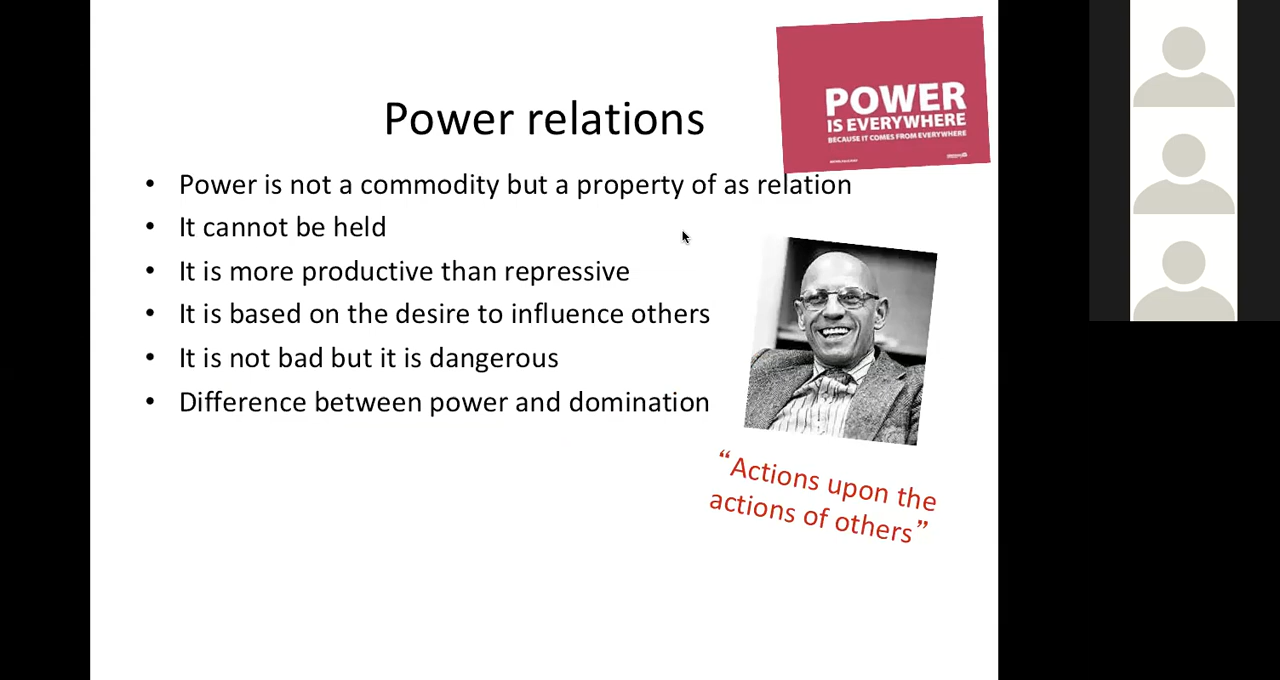 POWER
IS EVERYWHERE
BECAUSE IT COMES FROM EVERYWHERE
Power relations
• Power is not a commodity but a property of as relation
• It cannot be held
• It is more productive than repressive
• It is based on the desire to influence others
• It is not bad but it is dangerous
• Difference between power and domination
“Actions upon the
actions of others”